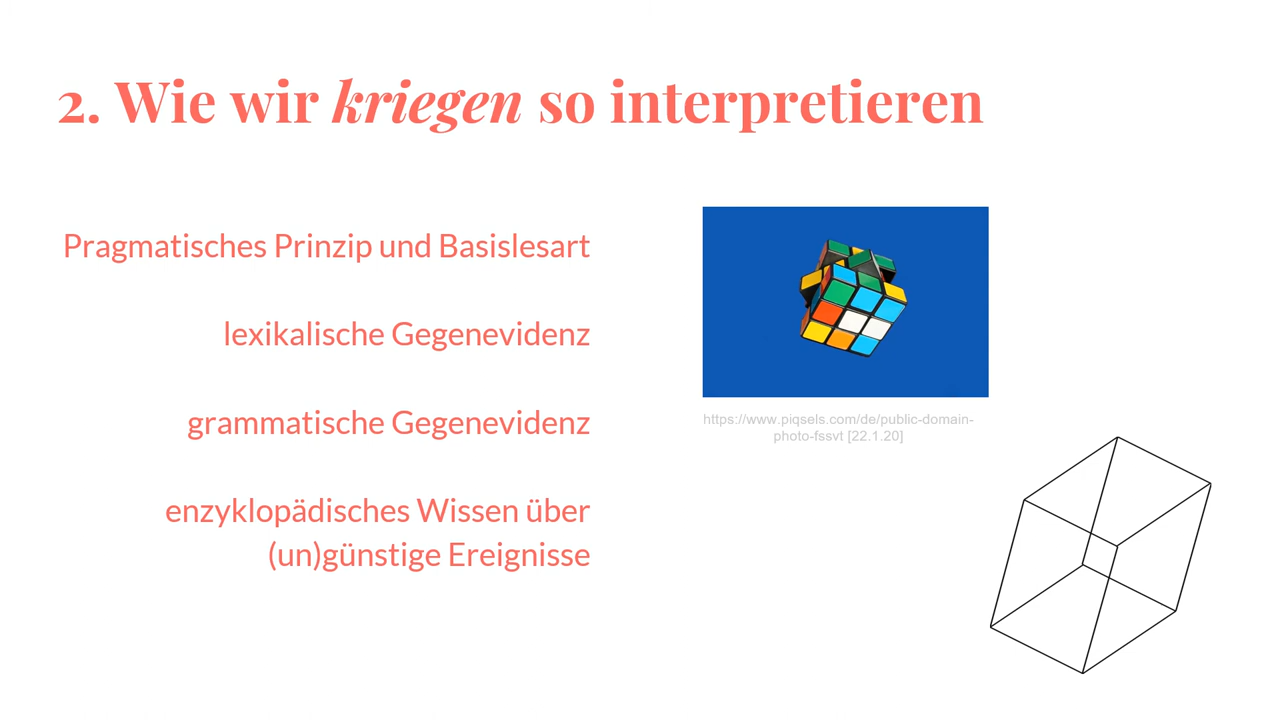 2. Wie wir kriegen so interpretieren
Pragmatisches Prinzip und Basislesart
lexikalische Gegenevidenz
grammatische Gegenevidenz
enzyklopädisches Wissen über
(un)günstige Ereignisse
https://www.piqsels.com/de/public-domain-
photo-fssvt [22.1.20]